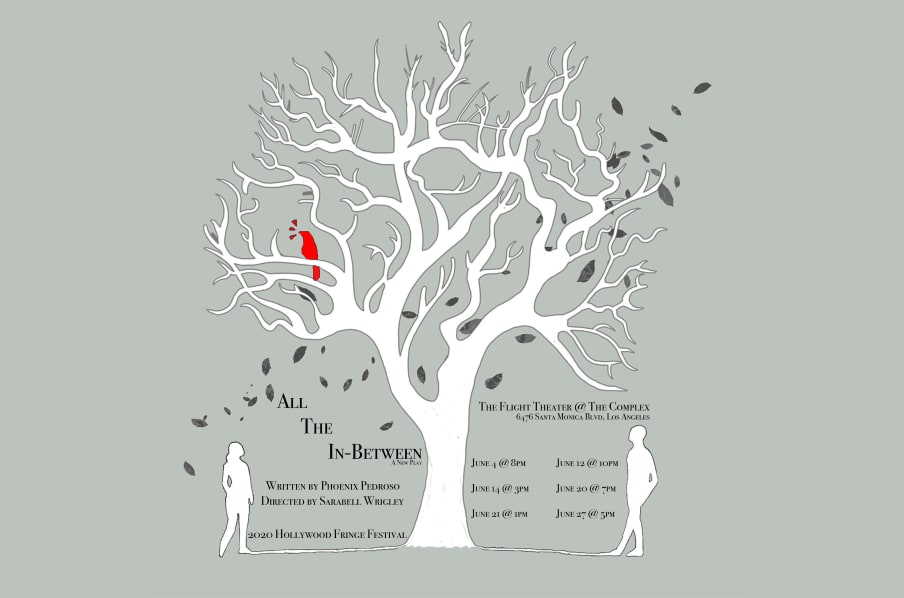 All
The
In-Between
A New Play
Written by Phoenix Pedroso
Directed by Sarabell Wrigley
2020 Hollywood Fringe Festival
The Flight Theater @ The Complex
6476 Santa Monica Blvd, Los Angeles
June 4 @ 8pm
June 12 @ 10pm
June 14 @ 3pm
June 20 @ 7pm
June 21 @ 1pm
June 27 @ 5pm